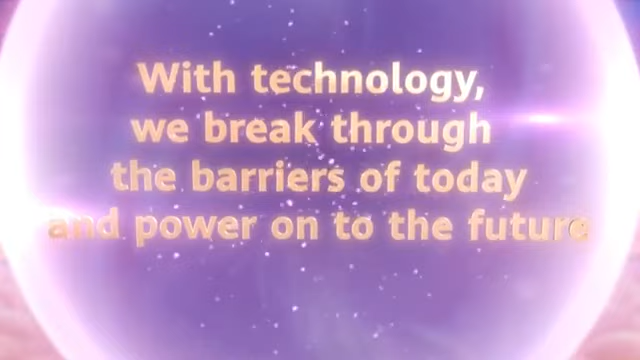 With technology,
we break through
the barriers of today
and power on to the future